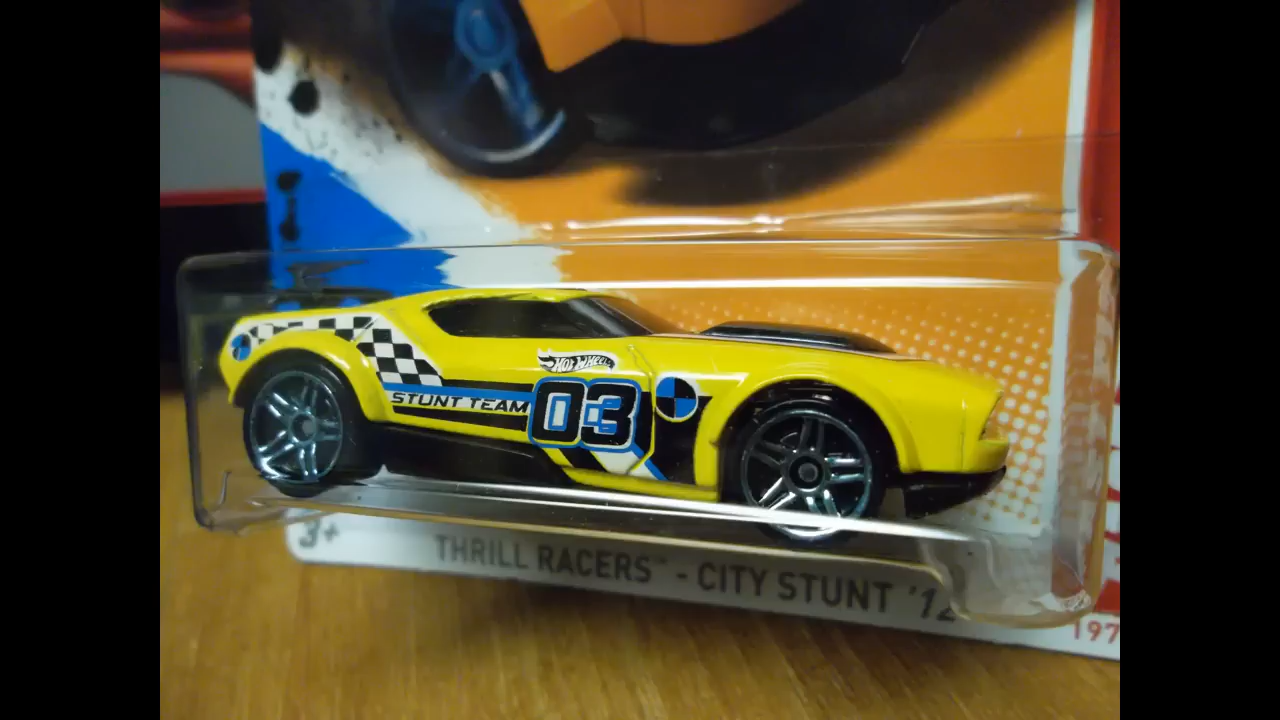 HOT WHEELS
STUNT TEAM
03
3+
THRILL RACERS™ - CITY STUNT '12
197